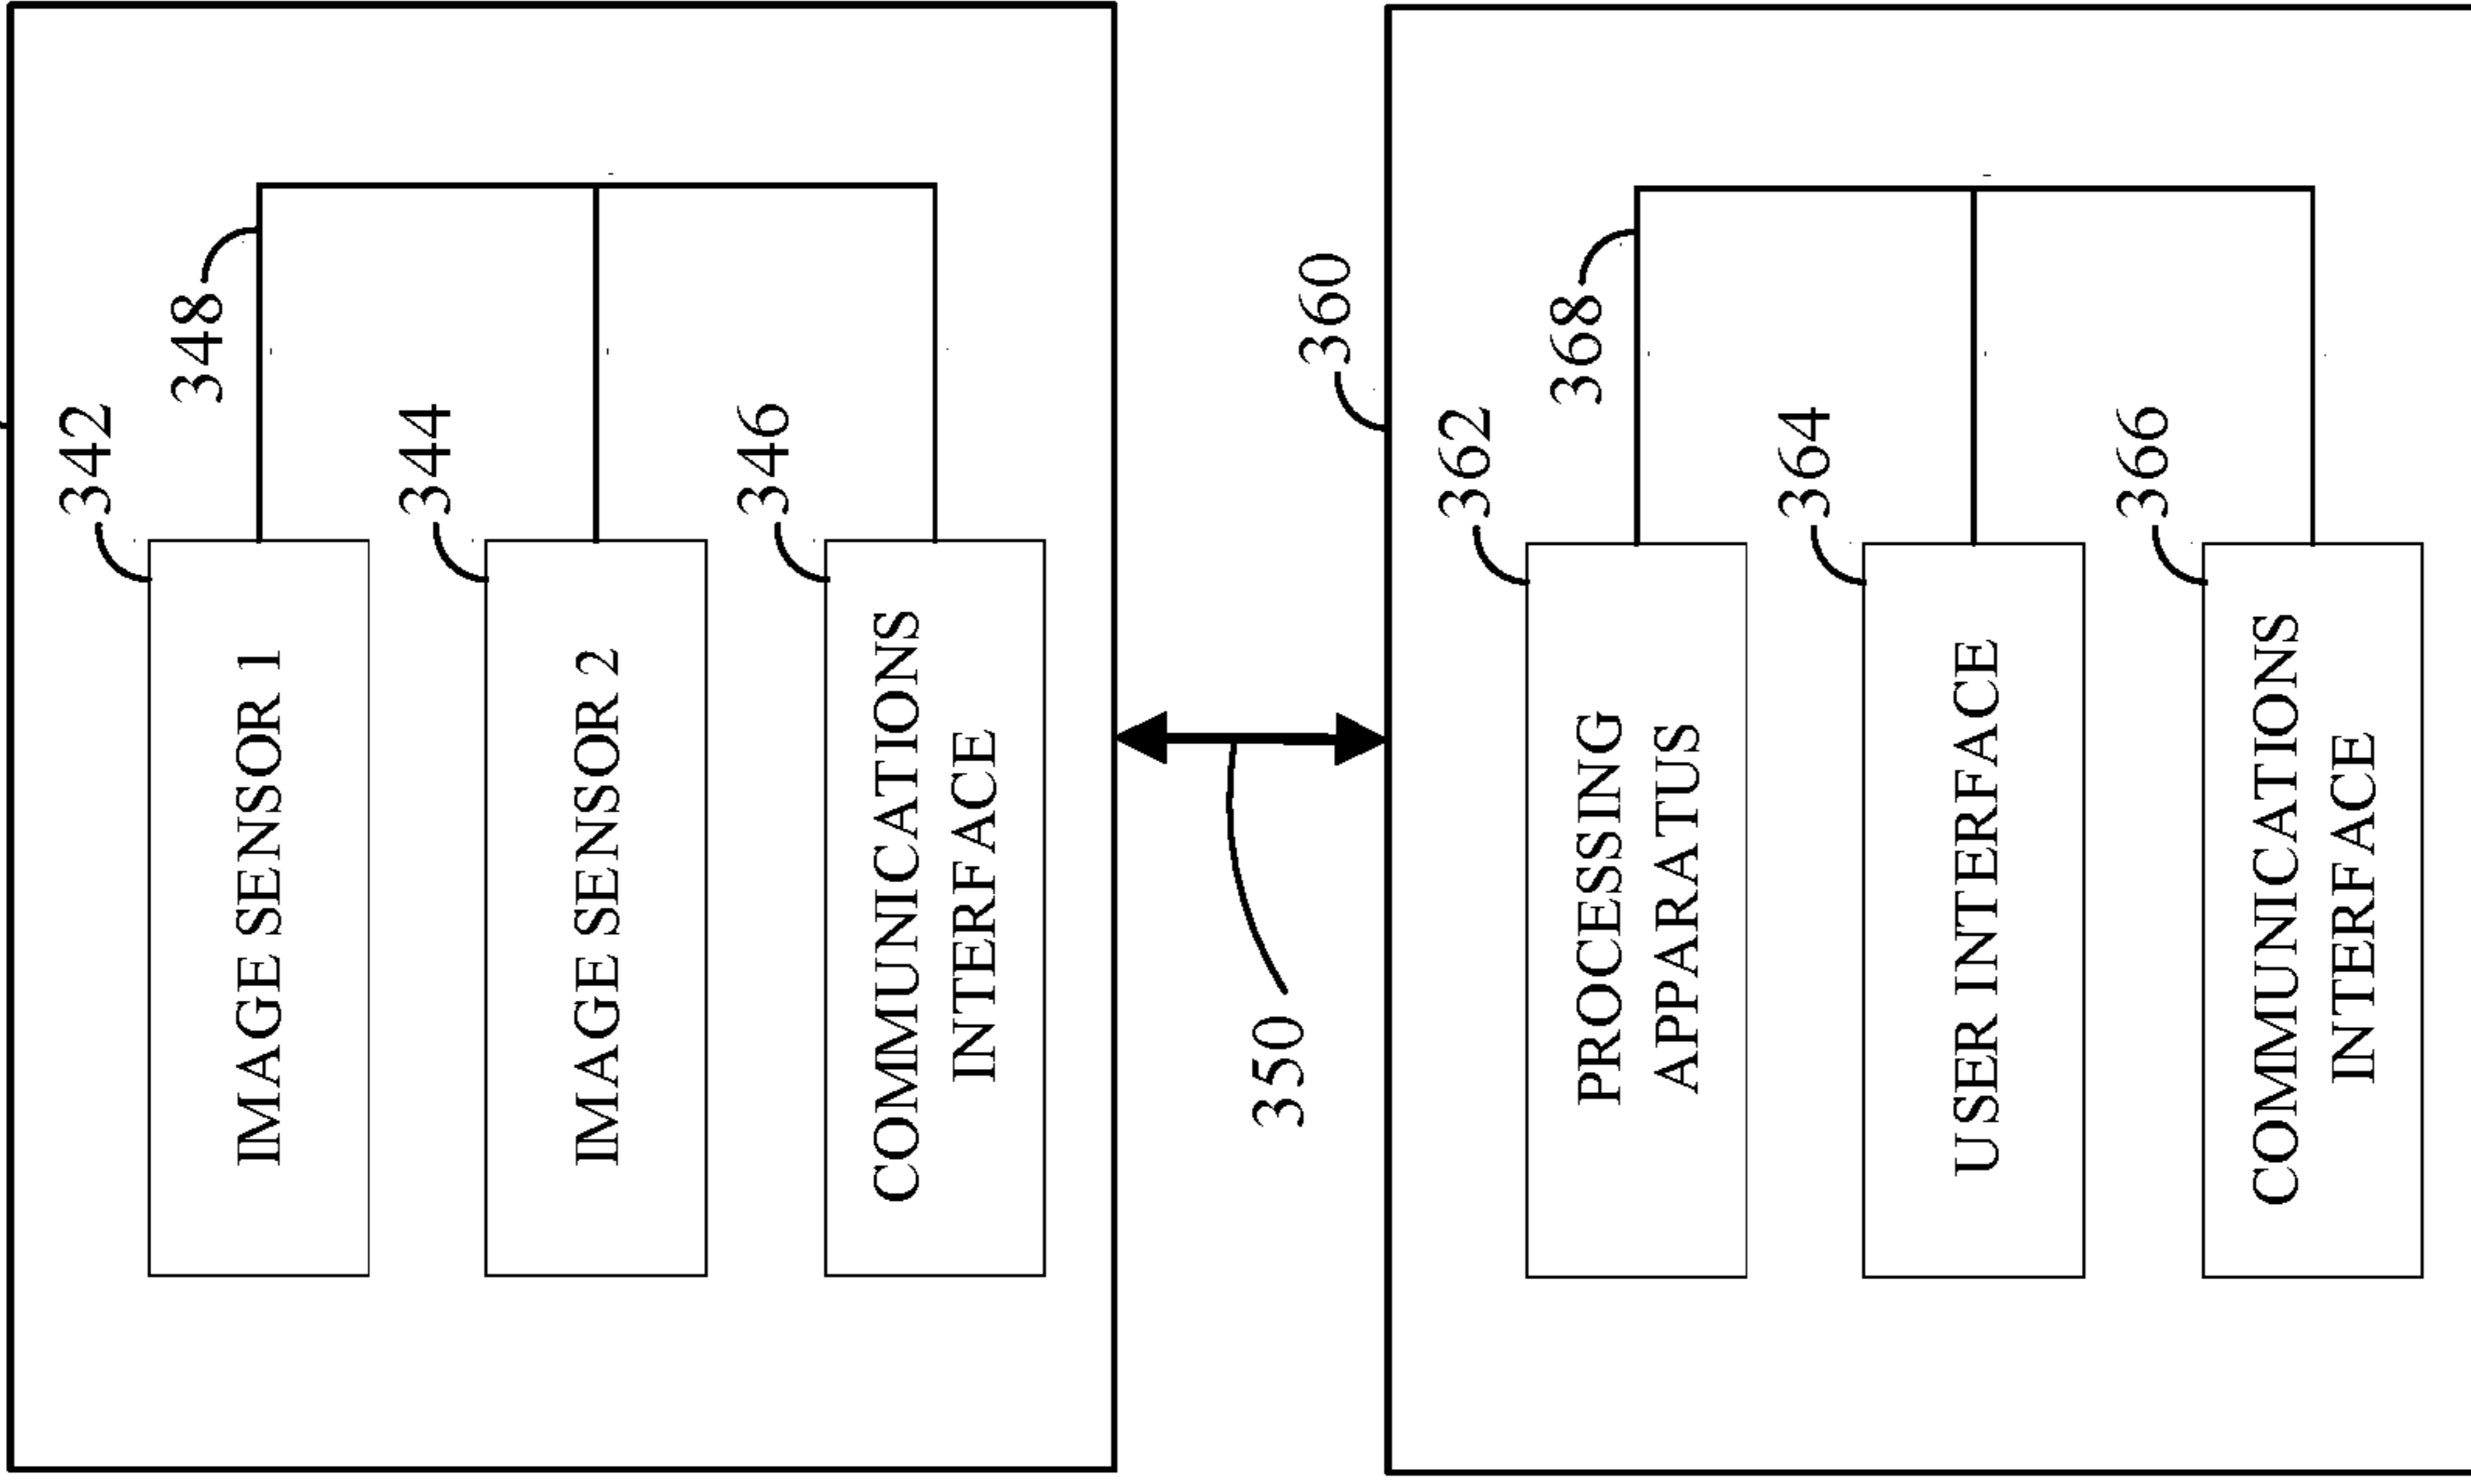 342
348
IMAGE SENSOR 1
344
IMAGE SENSOR 2
346
COMMUNICATIONS
INTERFACE
350
360
362
368
PROCESSING
APPARATUS
364
USER INTERFACE
366
COMMUNICATIONS
INTERFACE